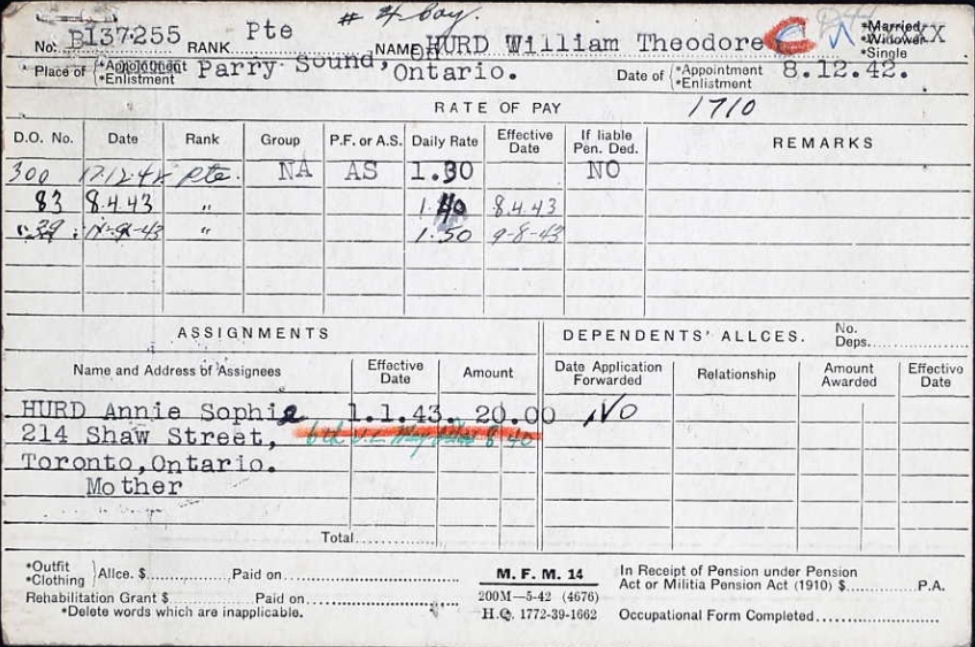 # 4 Coy.
No: B137255 RANK Pte NAME HURD William Theodore *Married *Widower *Single
Place of {*Appointment *Enlistment Parry Sound, Ontario. Date of {*Appointment *Enlistment 8.12.42.
RATE OF PAY 1710
D.O. No. Date Rank Group P.F. or A.S. Daily Rate Effective Date If liable Pen. Ded. REMARKS
300 17.12.42 Pte. NA AS 1.30 NO
83 8.4.43 " 1.40 8.4.43
39 " 1.50 9-8-43
ASSIGNMENTS DEPENDENTS' ALLCES. No. Deps.
Name and Address of Assignees Effective Date Amount Date Application Forwarded Relationship Amount Awarded Effective Date
HURD Annie Sophie 1.1.43. 20.00 NO
214 Shaw Street,
Toronto, Ontario.
Mother
Total
*Outfit *Clothing } Allce. $ Paid on M. F. M. 14 In Receipt of Pension under Pension
200M—5-42 (4676) Act or Militia Pension Act (1910) $ P.A.
Rehabilitation Grant $ Paid on
*Delete words which are inapplicable. H.Q. 1772-39-1662 Occupational Form Completed